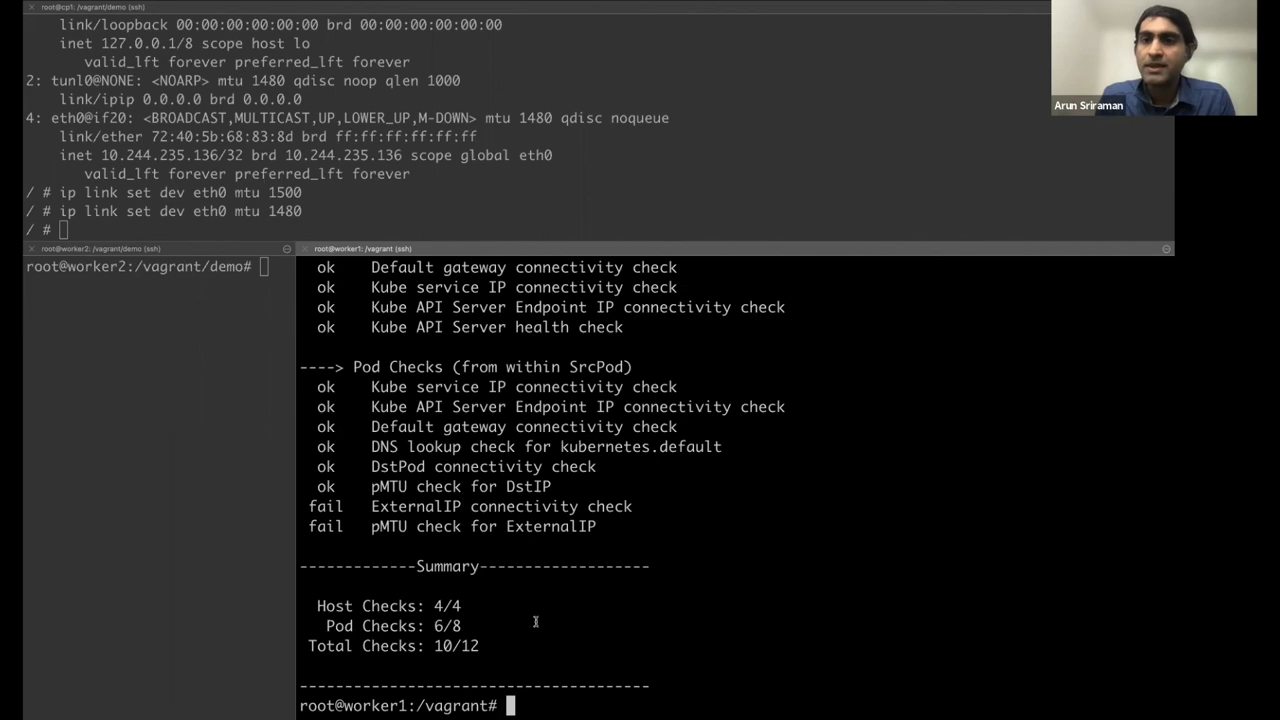 root@cp1: /vagrant/demo (ssh)
link/loopback 00:00:00:00:00:00 brd 00:00:00:00:00:00
inet 127.0.0.1/8 scope host lo
valid_lft forever preferred_lft forever
2: tunl0@NONE: <NOARP> mtu 1480 qdisc noop qlen 1000
link/ipip 0.0.0.0 brd 0.0.0.0
4: eth0@if20: <BROADCAST,MULTICAST,UP,LOWER_UP,M-DOWN> mtu 1480 qdisc noqueue
link/ether 72:40:5b:68:83:8d brd ff:ff:ff:ff:ff:ff
inet 10.244.235.136/32 brd 10.244.235.136 scope global eth0
valid_lft forever preferred_lft forever
/ # ip link set dev eth0 mtu 1500
/ # ip link set dev eth0 mtu 1480
/ #
Arun Sriraman
root@worker2: /vagrant/demo (ssh)
root@worker2:/vagrant/demo#
root@worker1: /vagrant (ssh)
ok Default gateway connectivity check
ok Kube service IP connectivity check
ok Kube API Server Endpoint IP connectivity check
ok Kube API Server health check
----> Pod Checks (from within SrcPod)
ok Kube service IP connectivity check
ok Kube API Server Endpoint IP connectivity check
ok Default gateway connectivity check
ok DNS lookup check for kubernetes.default
ok DstPod connectivity check
ok pMTU check for DstIP
fail ExternalIP connectivity check
fail pMTU check for ExternalIP
-------------Summary-------------------
Host Checks: 4/4
Pod Checks: 6/8
Total Checks: 10/12
---------------------------------------
root@worker1:/vagrant#